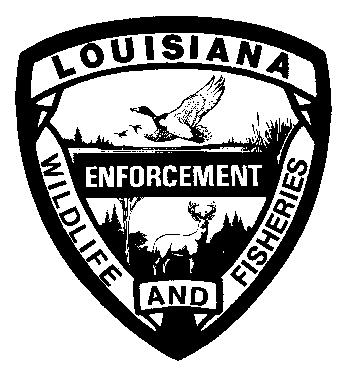 LOUISIANA
ENFORCEMENT
WILDLIFE
AND
FISHERIES